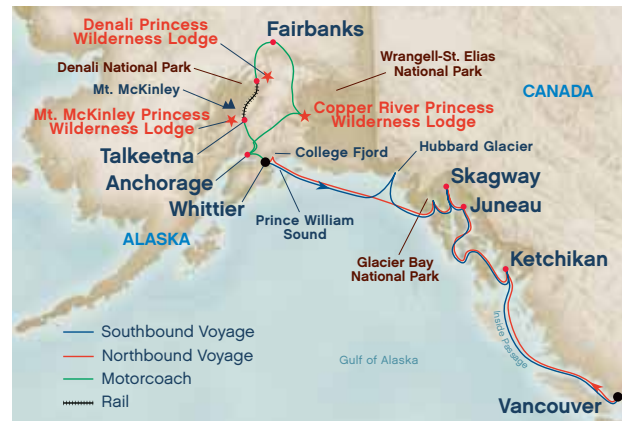 Denali Princess
Wilderness Lodge
Fairbanks
Denali National Park
Mt. McKinley
Wrangell-St. Elias
National Park
CANADA
Mt. McKinley Princess
Wilderness Lodge
Copper River Princess
Wilderness Lodge
Talkeetna
College Fjord
Hubbard Glacier
Anchorage
Skagway
Whittier
Juneau
Prince William
Sound
ALASKA
Glacier Bay
National Park
Ketchikan
Inside Passage
Southbound Voyage
Northbound Voyage
Motorcoach
Rail
Gulf of Alaska
Vancouver